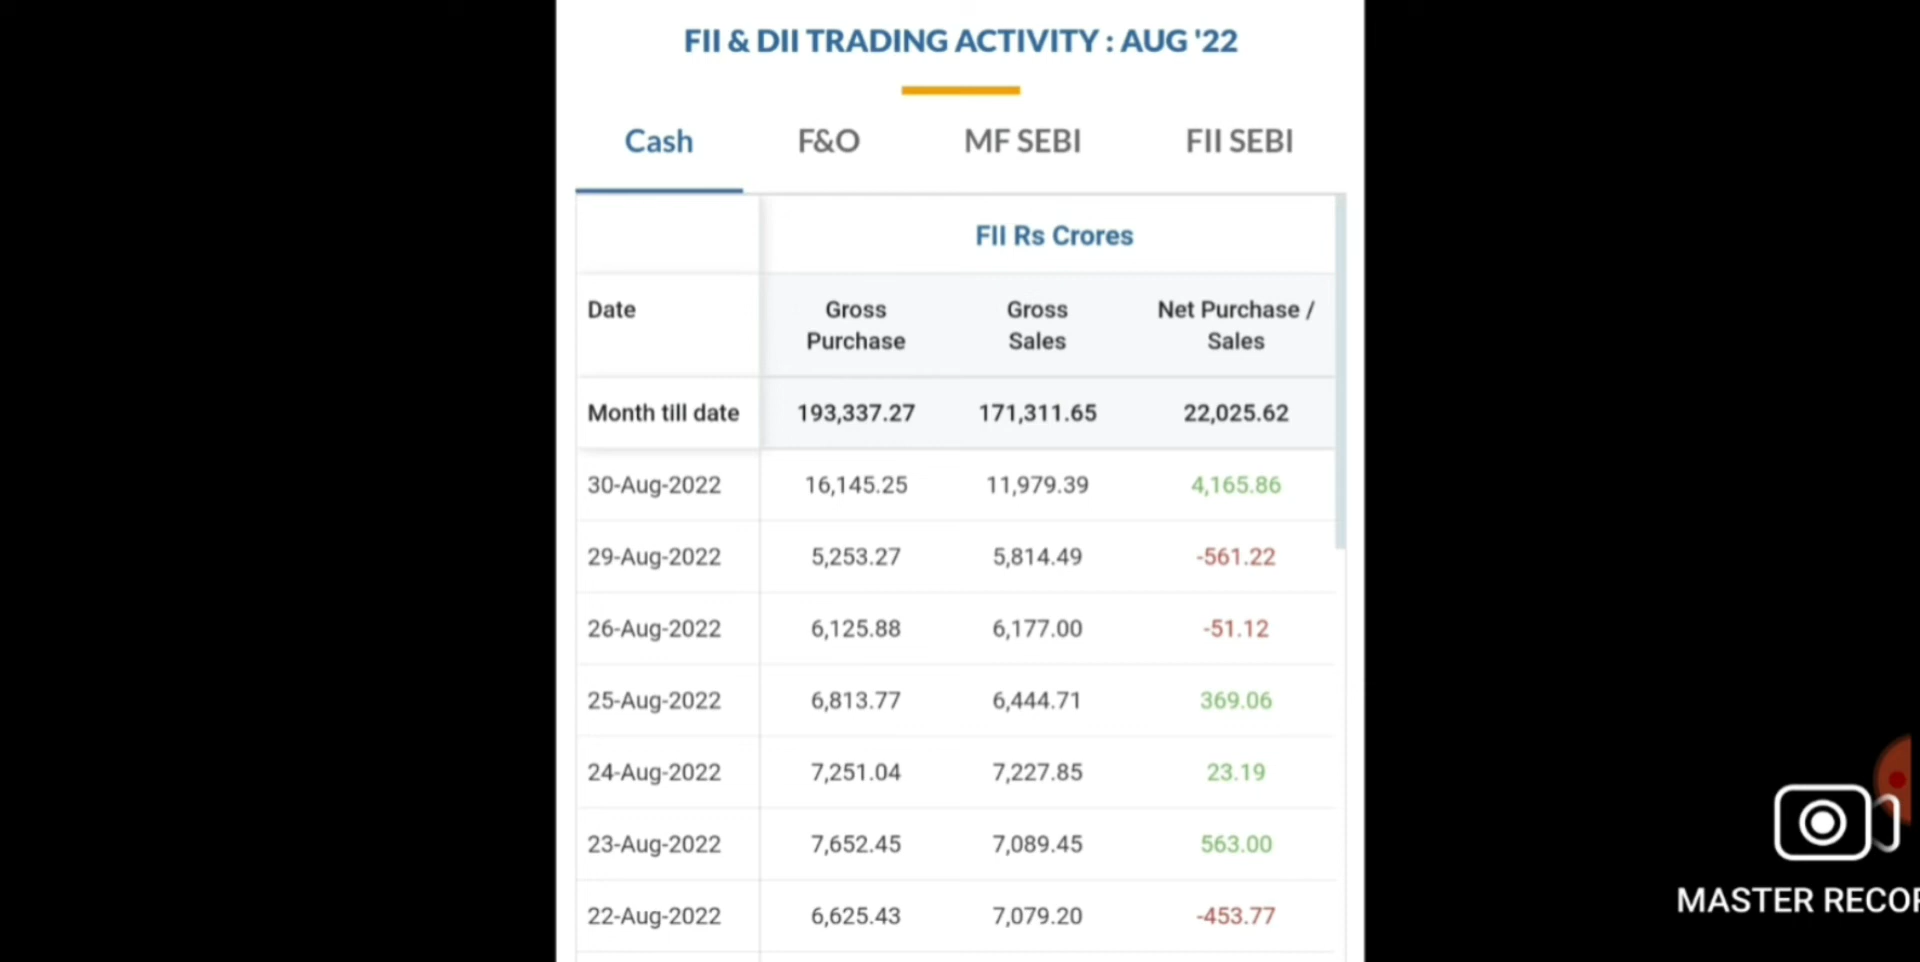 FII & DII TRADING ACTIVITY : AUG '22
Cash F&O MF SEBI FII SEBI
FII Rs Crores
Date Gross Purchase Gross Sales Net Purchase / Sales
Month till date 193,337.27 171,311.65 22,025.62
30-Aug-2022 16,145.25 11,979.39 4,165.86
29-Aug-2022 5,253.27 5,814.49 -561.22
26-Aug-2022 6,125.88 6,177.00 -51.12
25-Aug-2022 6,813.77 6,444.71 369.06
24-Aug-2022 7,251.04 7,227.85 23.19
23-Aug-2022 7,652.45 7,089.45 563.00
22-Aug-2022 6,625.43 7,079.20 -453.77
MASTER RECOR